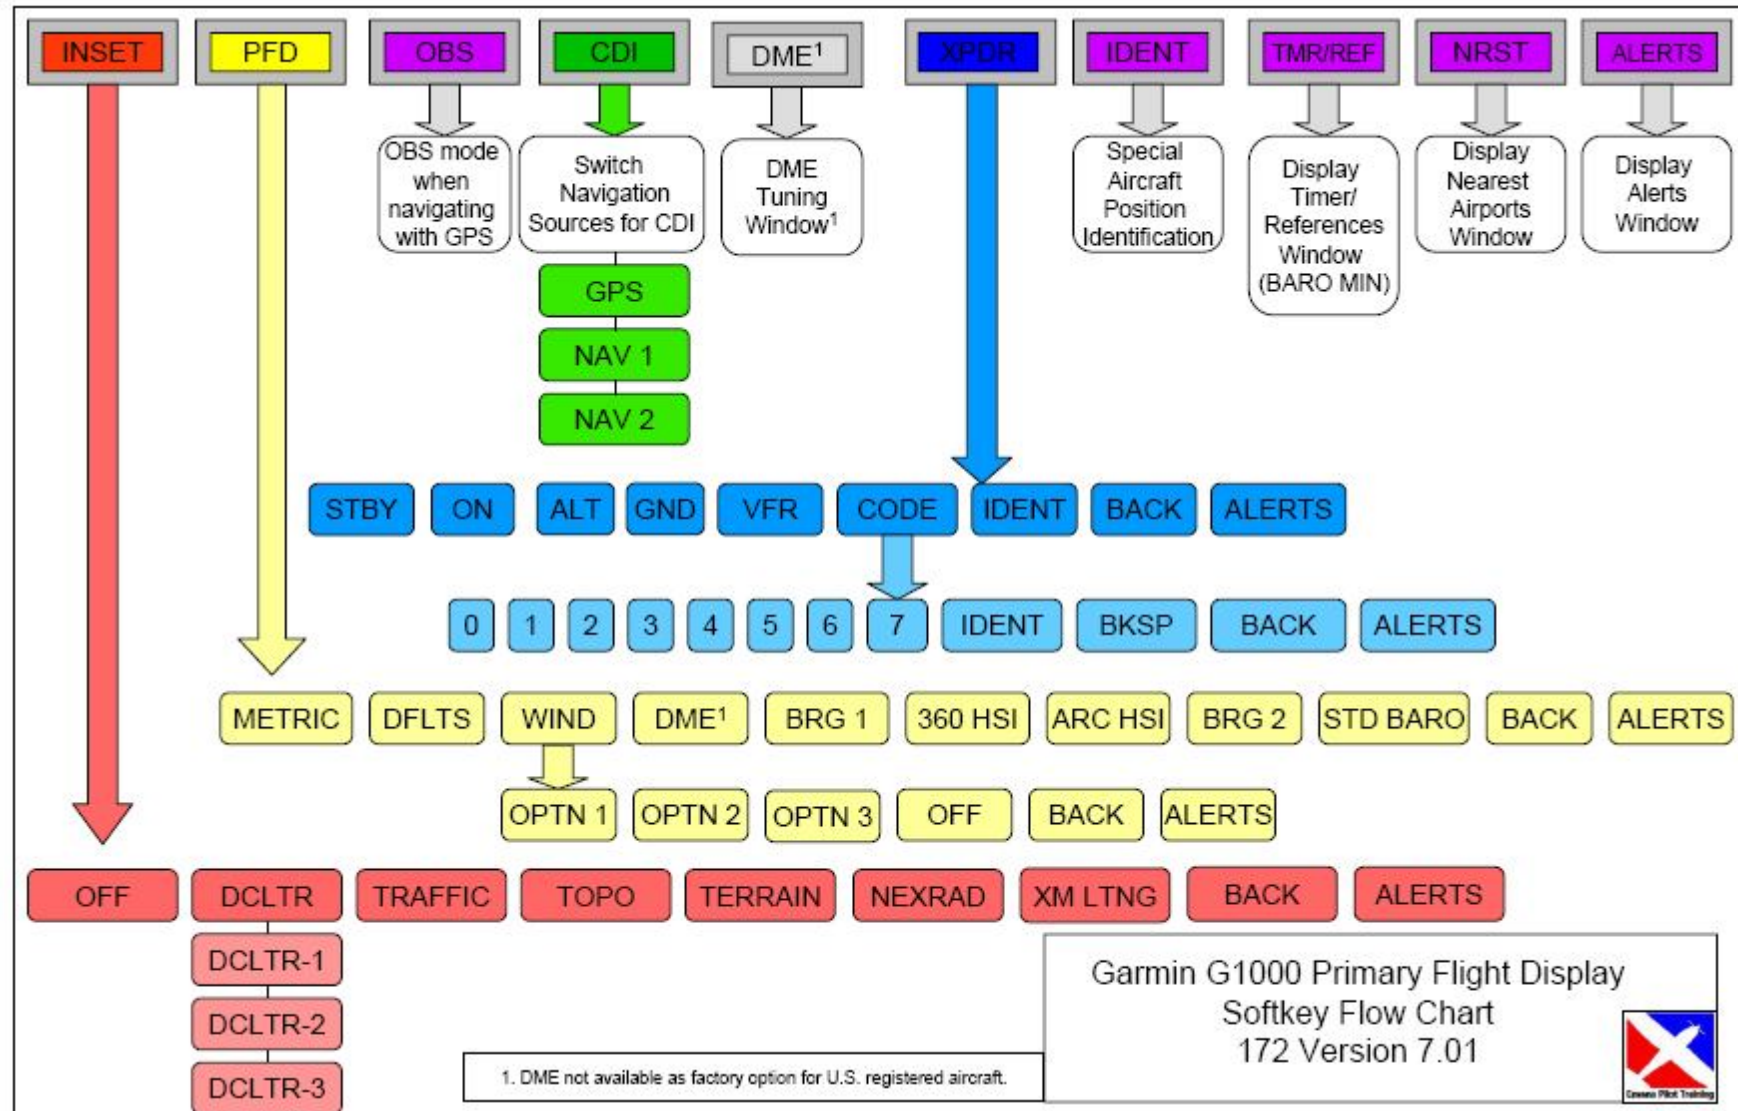 INSET
PFD
OBS
CDI
DME¹
XPDR
IDENT
TMR/REF
NRST
ALERTS
OBS mode
when
navigating
with GPS
Switch
Navigation
Sources for CDI
DME
Tuning
Window¹
Special
Aircraft
Position
Identification
Display
Timer/
References
Window
(BARO MIN)
Display
Nearest
Airports
Window
Display
Alerts
Window
GPS
NAV 1
NAV 2
STBY
ON
ALT
GND
VFR
CODE
IDENT
BACK
ALERTS
0
1
2
3
4
5
6
7
IDENT
BKSP
BACK
ALERTS
METRIC
DFLTS
WIND
DME¹
BRG 1
360 HSI
ARC HSI
BRG 2
STD BARO
BACK
ALERTS
OPTN 1
OPTN 2
OPTN 3
OFF
BACK
ALERTS
OFF
DCLTR
TRAFFIC
TOPO
TERRAIN
NEXRAD
XM LTNG
BACK
ALERTS
DCLTR-1
DCLTR-2
DCLTR-3
Garmin G1000 Primary Flight Display
Softkey Flow Chart
172 Version 7.01
Cessna Pilot Training
1. DME not available as factory option for U.S. registered aircraft.